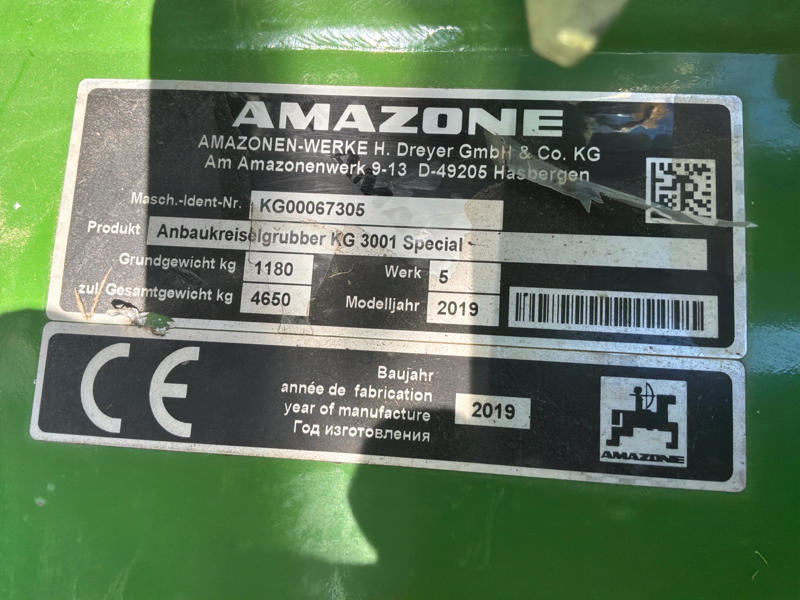 AMAZONE
AMAZONEN-WERKE H. Dreyer GmbH & Co. KG
Am Amazonenwerk 9-13 D-49205 Hasbergen
Masch.-Ident-Nr. KG00067305
Produkt Anbaukreiselgrubber KG 3001 Special
Grundgewicht kg 1180 Werk 5
zul. Gesamtgewicht kg 4650 Modelljahr 2019
CE
Baujahr
année de fabrication
year of manufacture 2019
Год изготовления
AMAZONE